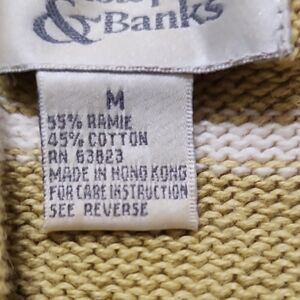 & Banks
M
55% RAMIE
45% COTTON
RN 63823
MADE IN HONG KONG
FOR CARE INSTRUCTION
SEE REVERSE